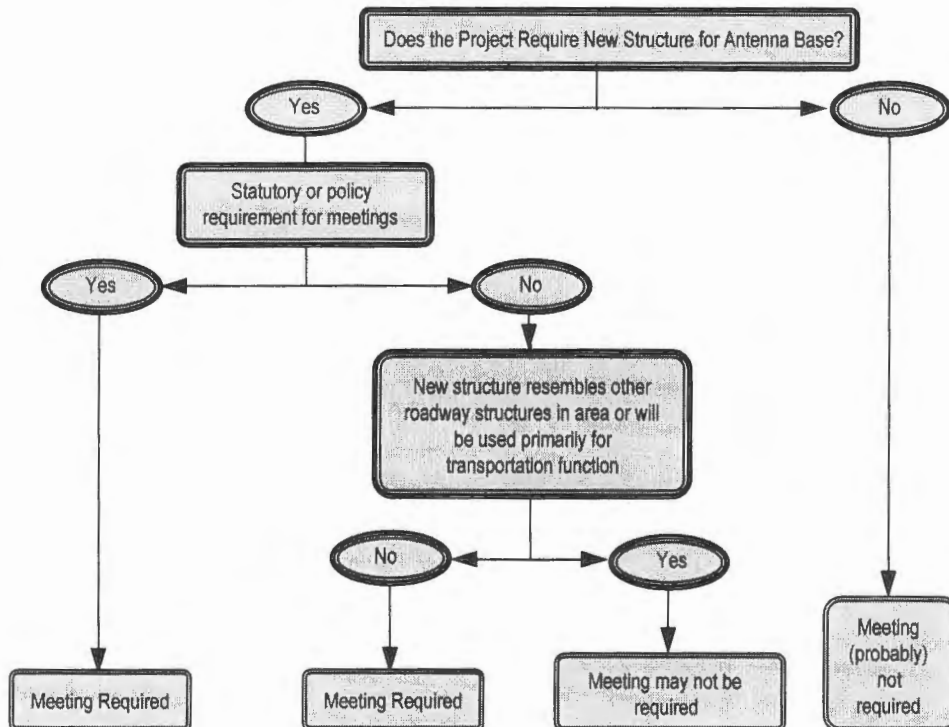 Does the Project Require New Structure for Antenna Base?
Yes
No
Statutory or policy
requirement for meetings
Yes
No
New structure resembles other
roadway structures in area or will
be used primarily for
transportation function
No
Yes
Meeting Required
Meeting Required
Meeting may not be
required
Meeting
(probably)
not
required